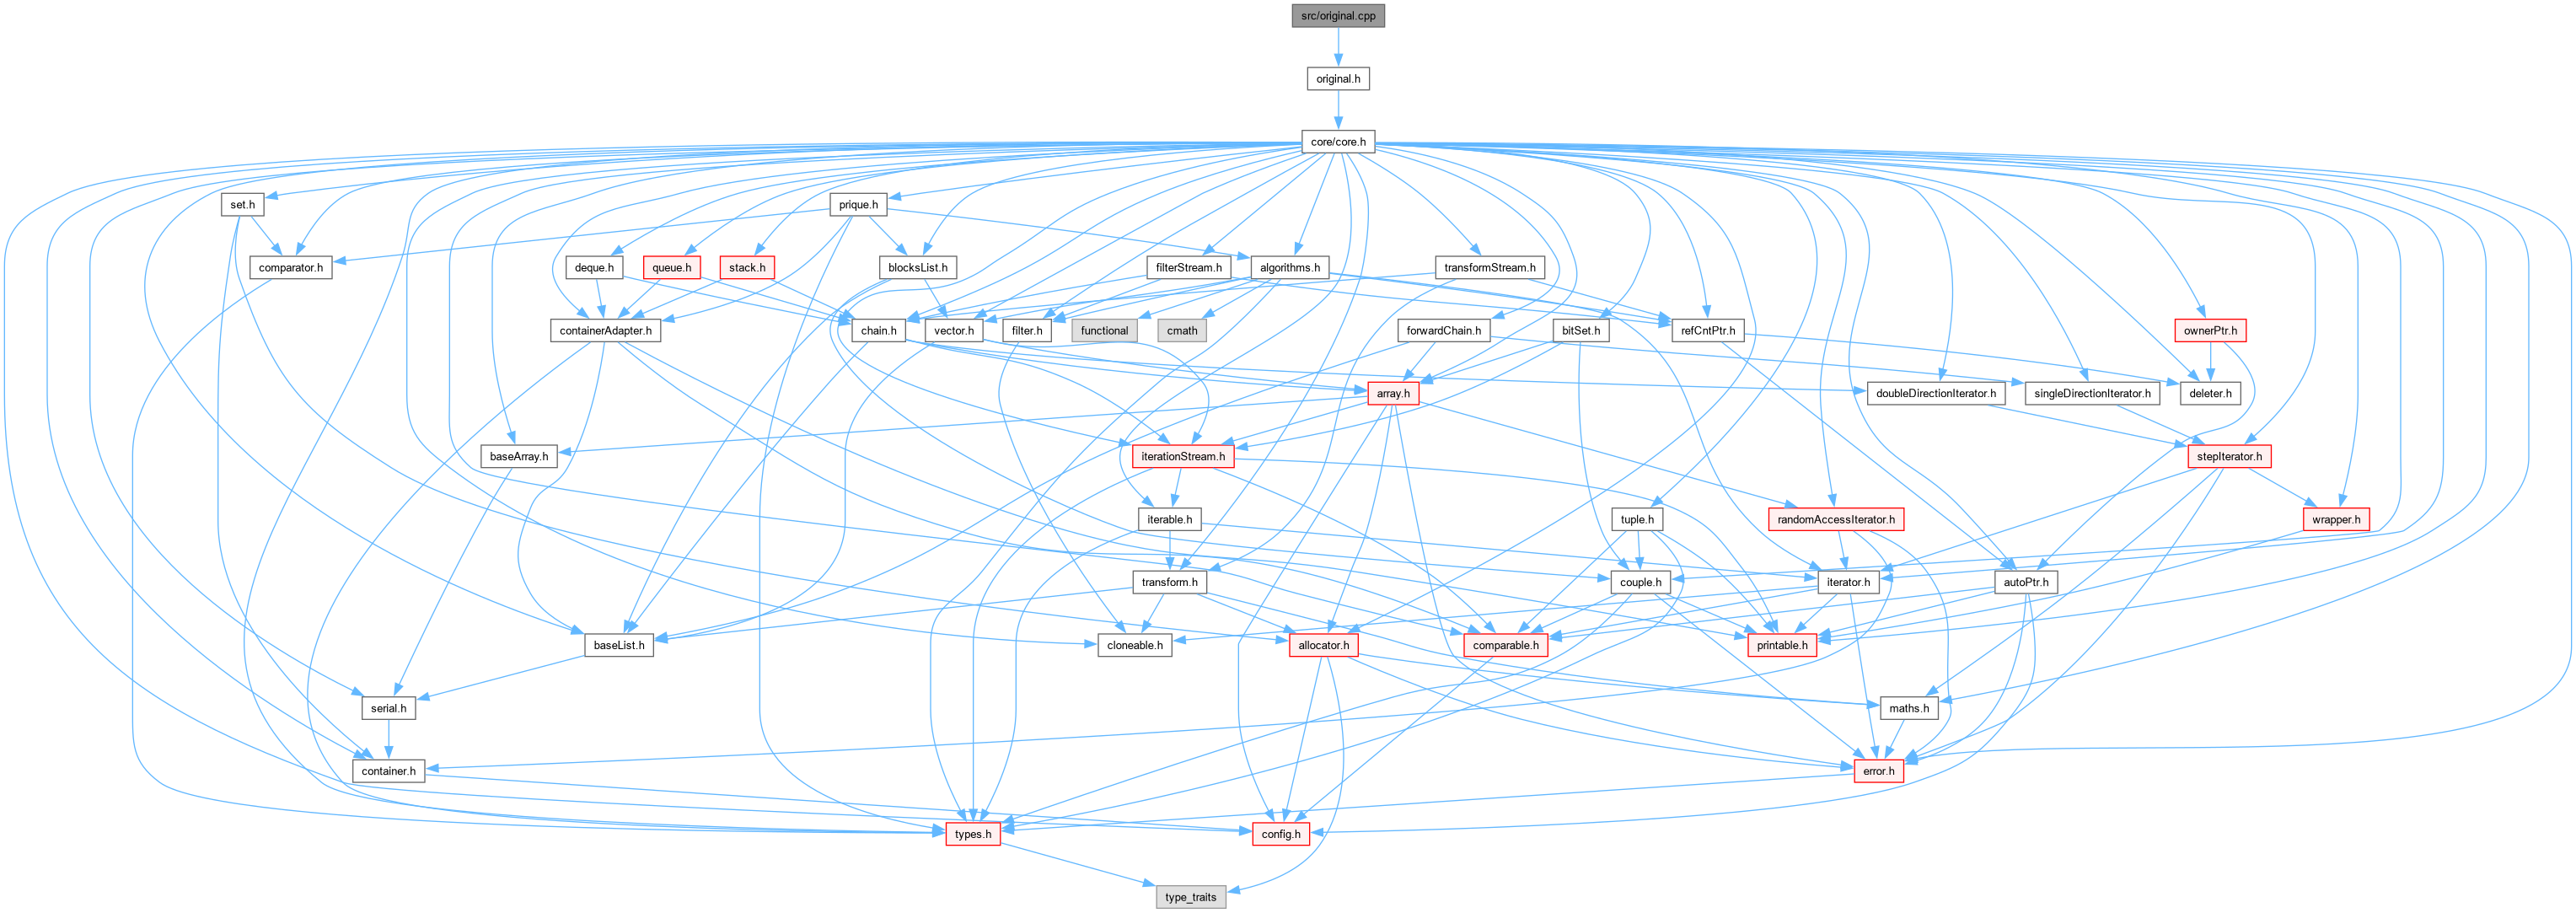 src/original.cpp
original.h
core/core.h
set.h
prique.h
comparator.h
deque.h
queue.h
stack.h
blocksList.h
filterStream.h
algorithms.h
transformStream.h
containerAdapter.h
chain.h
vector.h
filter.h
functional
cmath
forwardChain.h
bitSet.h
refCntPtr.h
ownerPtr.h
array.h
doubleDirectionIterator.h
singleDirectionIterator.h
deleter.h
baseArray.h
iterationStream.h
stepIterator.h
iterable.h
tuple.h
randomAccessIterator.h
wrapper.h
transform.h
couple.h
iterator.h
autoPtr.h
baseList.h
cloneable.h
allocator.h
comparable.h
printable.h
serial.h
maths.h
container.h
error.h
types.h
config.h
type_traits